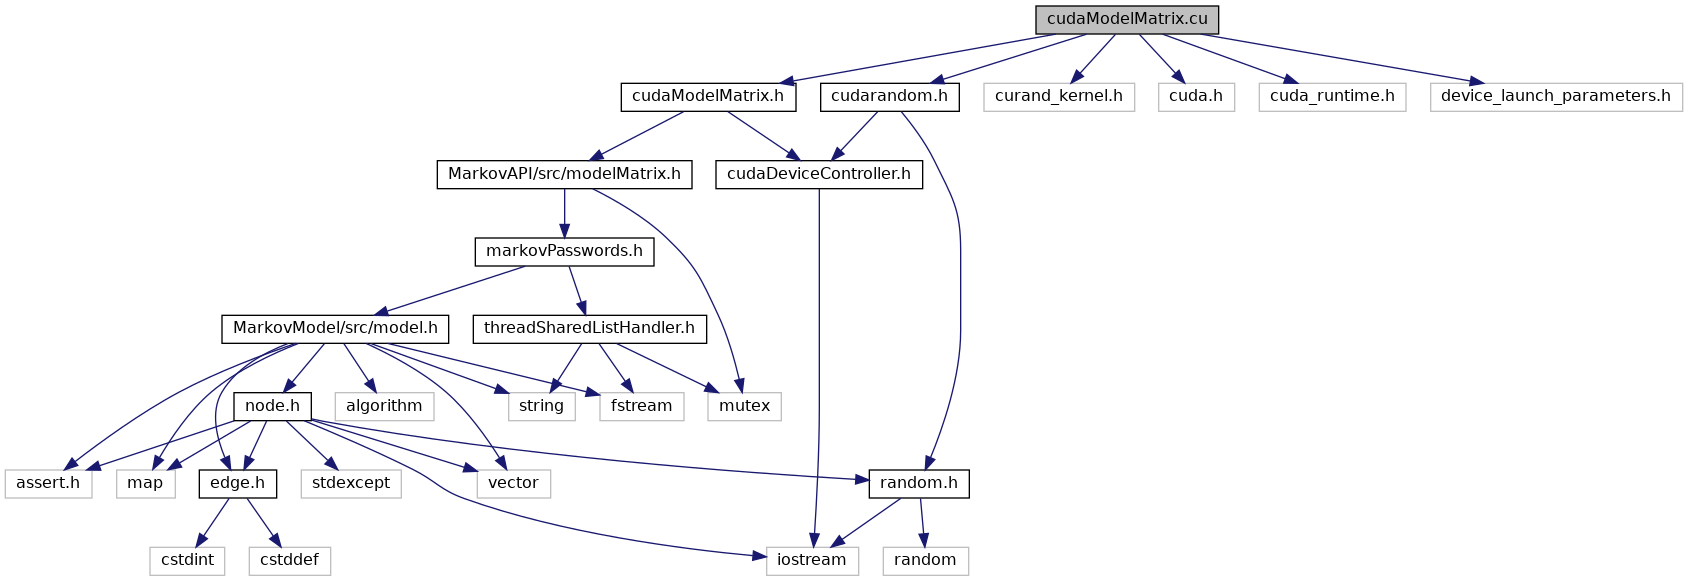 cudaModelMatrix.cu
cudaModelMatrix.h
cudarandom.h
curand_kernel.h
cuda.h
cuda_runtime.h
device_launch_parameters.h
MarkovAPI/src/modelMatrix.h
cudaDeviceController.h
markovPasswords.h
MarkovModel/src/model.h
threadSharedListHandler.h
node.h
algorithm
string
fstream
mutex
assert.h
map
edge.h
stdexcept
vector
random.h
cstdint
cstddef
iostream
random